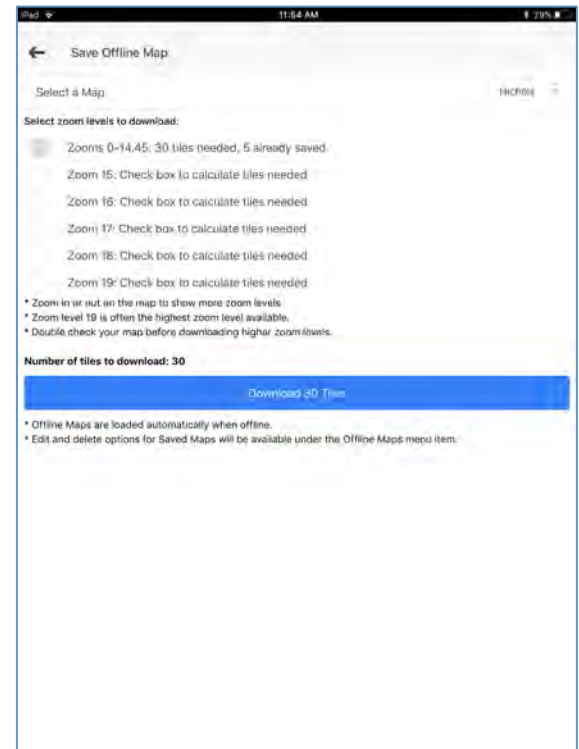 iPad 11:54 AM 79%
Save Offline Map
Select a Map
Select zoom levels to download:
Zooms 0-14.45: 30 tiles needed, 5 already saved
Zoom 15: Check box to calculate tiles needed
Zoom 16: Check box to calculate tiles needed
Zoom 17: Check box to calculate tiles needed
Zoom 18: Check box to calculate tiles needed
Zoom 19: Check box to calculate tiles needed
* Zoom in or out on the map to show more zoom levels
* Zoom level 19 is often the highest zoom level available.
* Double check your map before downloading higher zoom levels.
Number of tiles to download: 30
Download 30 Tiles
* Offline Maps are loaded automatically when offline.
* Edit and delete options for Saved Maps will be available under the Offline Maps menu item.